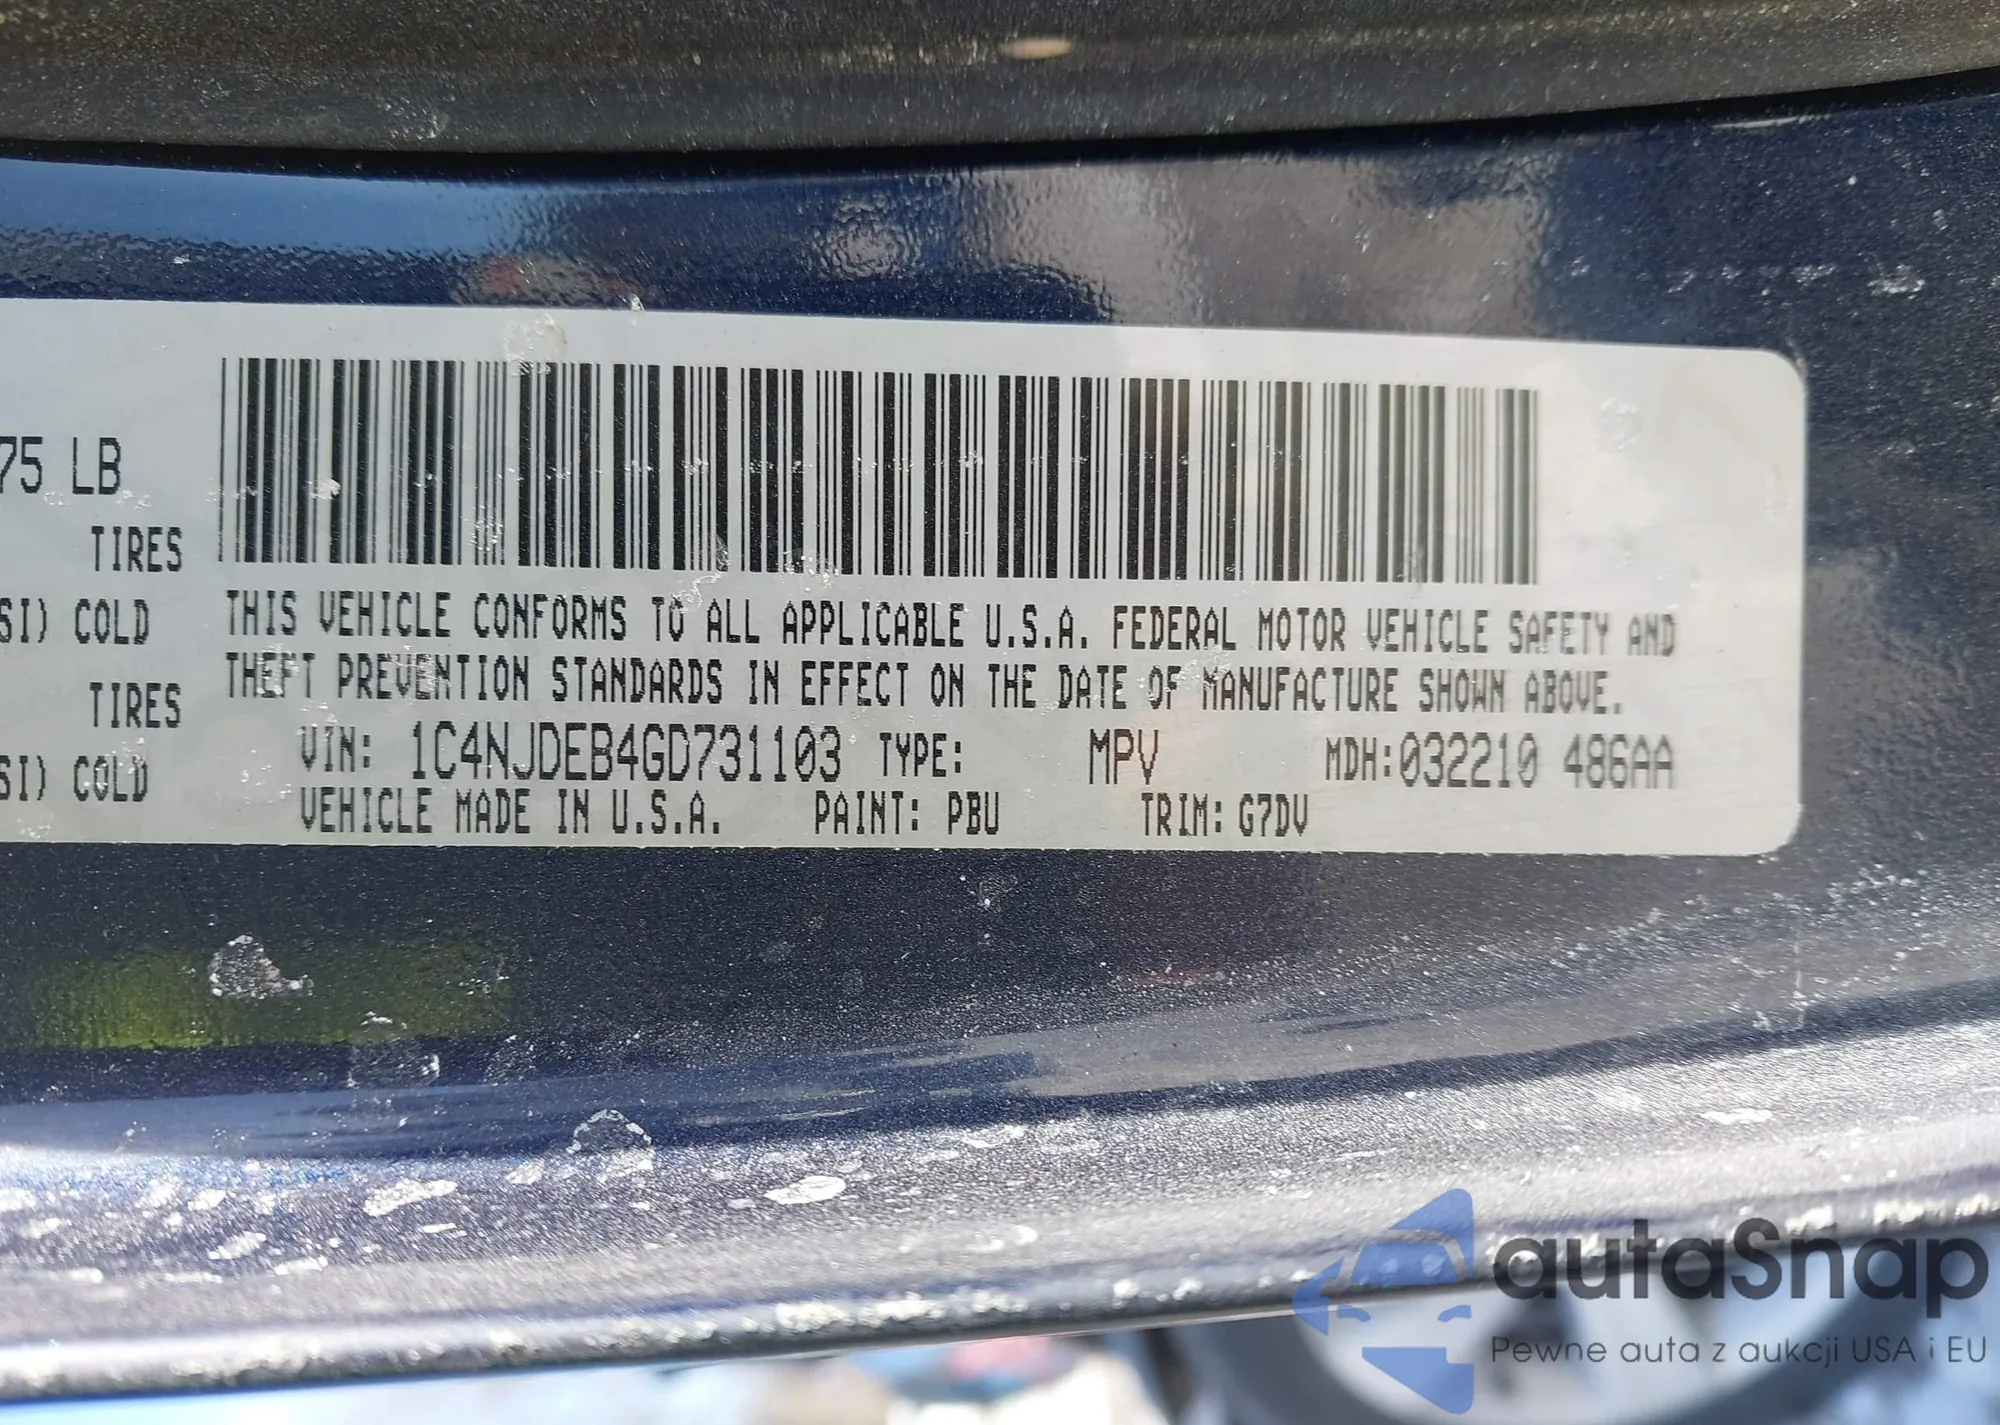 75 LB
TIRES
SI) COLD
TIRES
SI) COLD
THIS VEHICLE CONFORMS TO ALL APPLICABLE U.S.A. FEDERAL MOTOR VEHICLE SAFETY AND
THEFT PREVENTION STANDARDS IN EFFECT ON THE DATE OF MANUFACTURE SHOWN ABOVE.
VIN: 1C4NJDEB4GD731103 TYPE: MPV MDH:032210 486AA
VEHICLE MADE IN U.S.A. PAINT: PBU TRIM: G7DV
autaSnap
Pewne auta z aukcji USA i EU